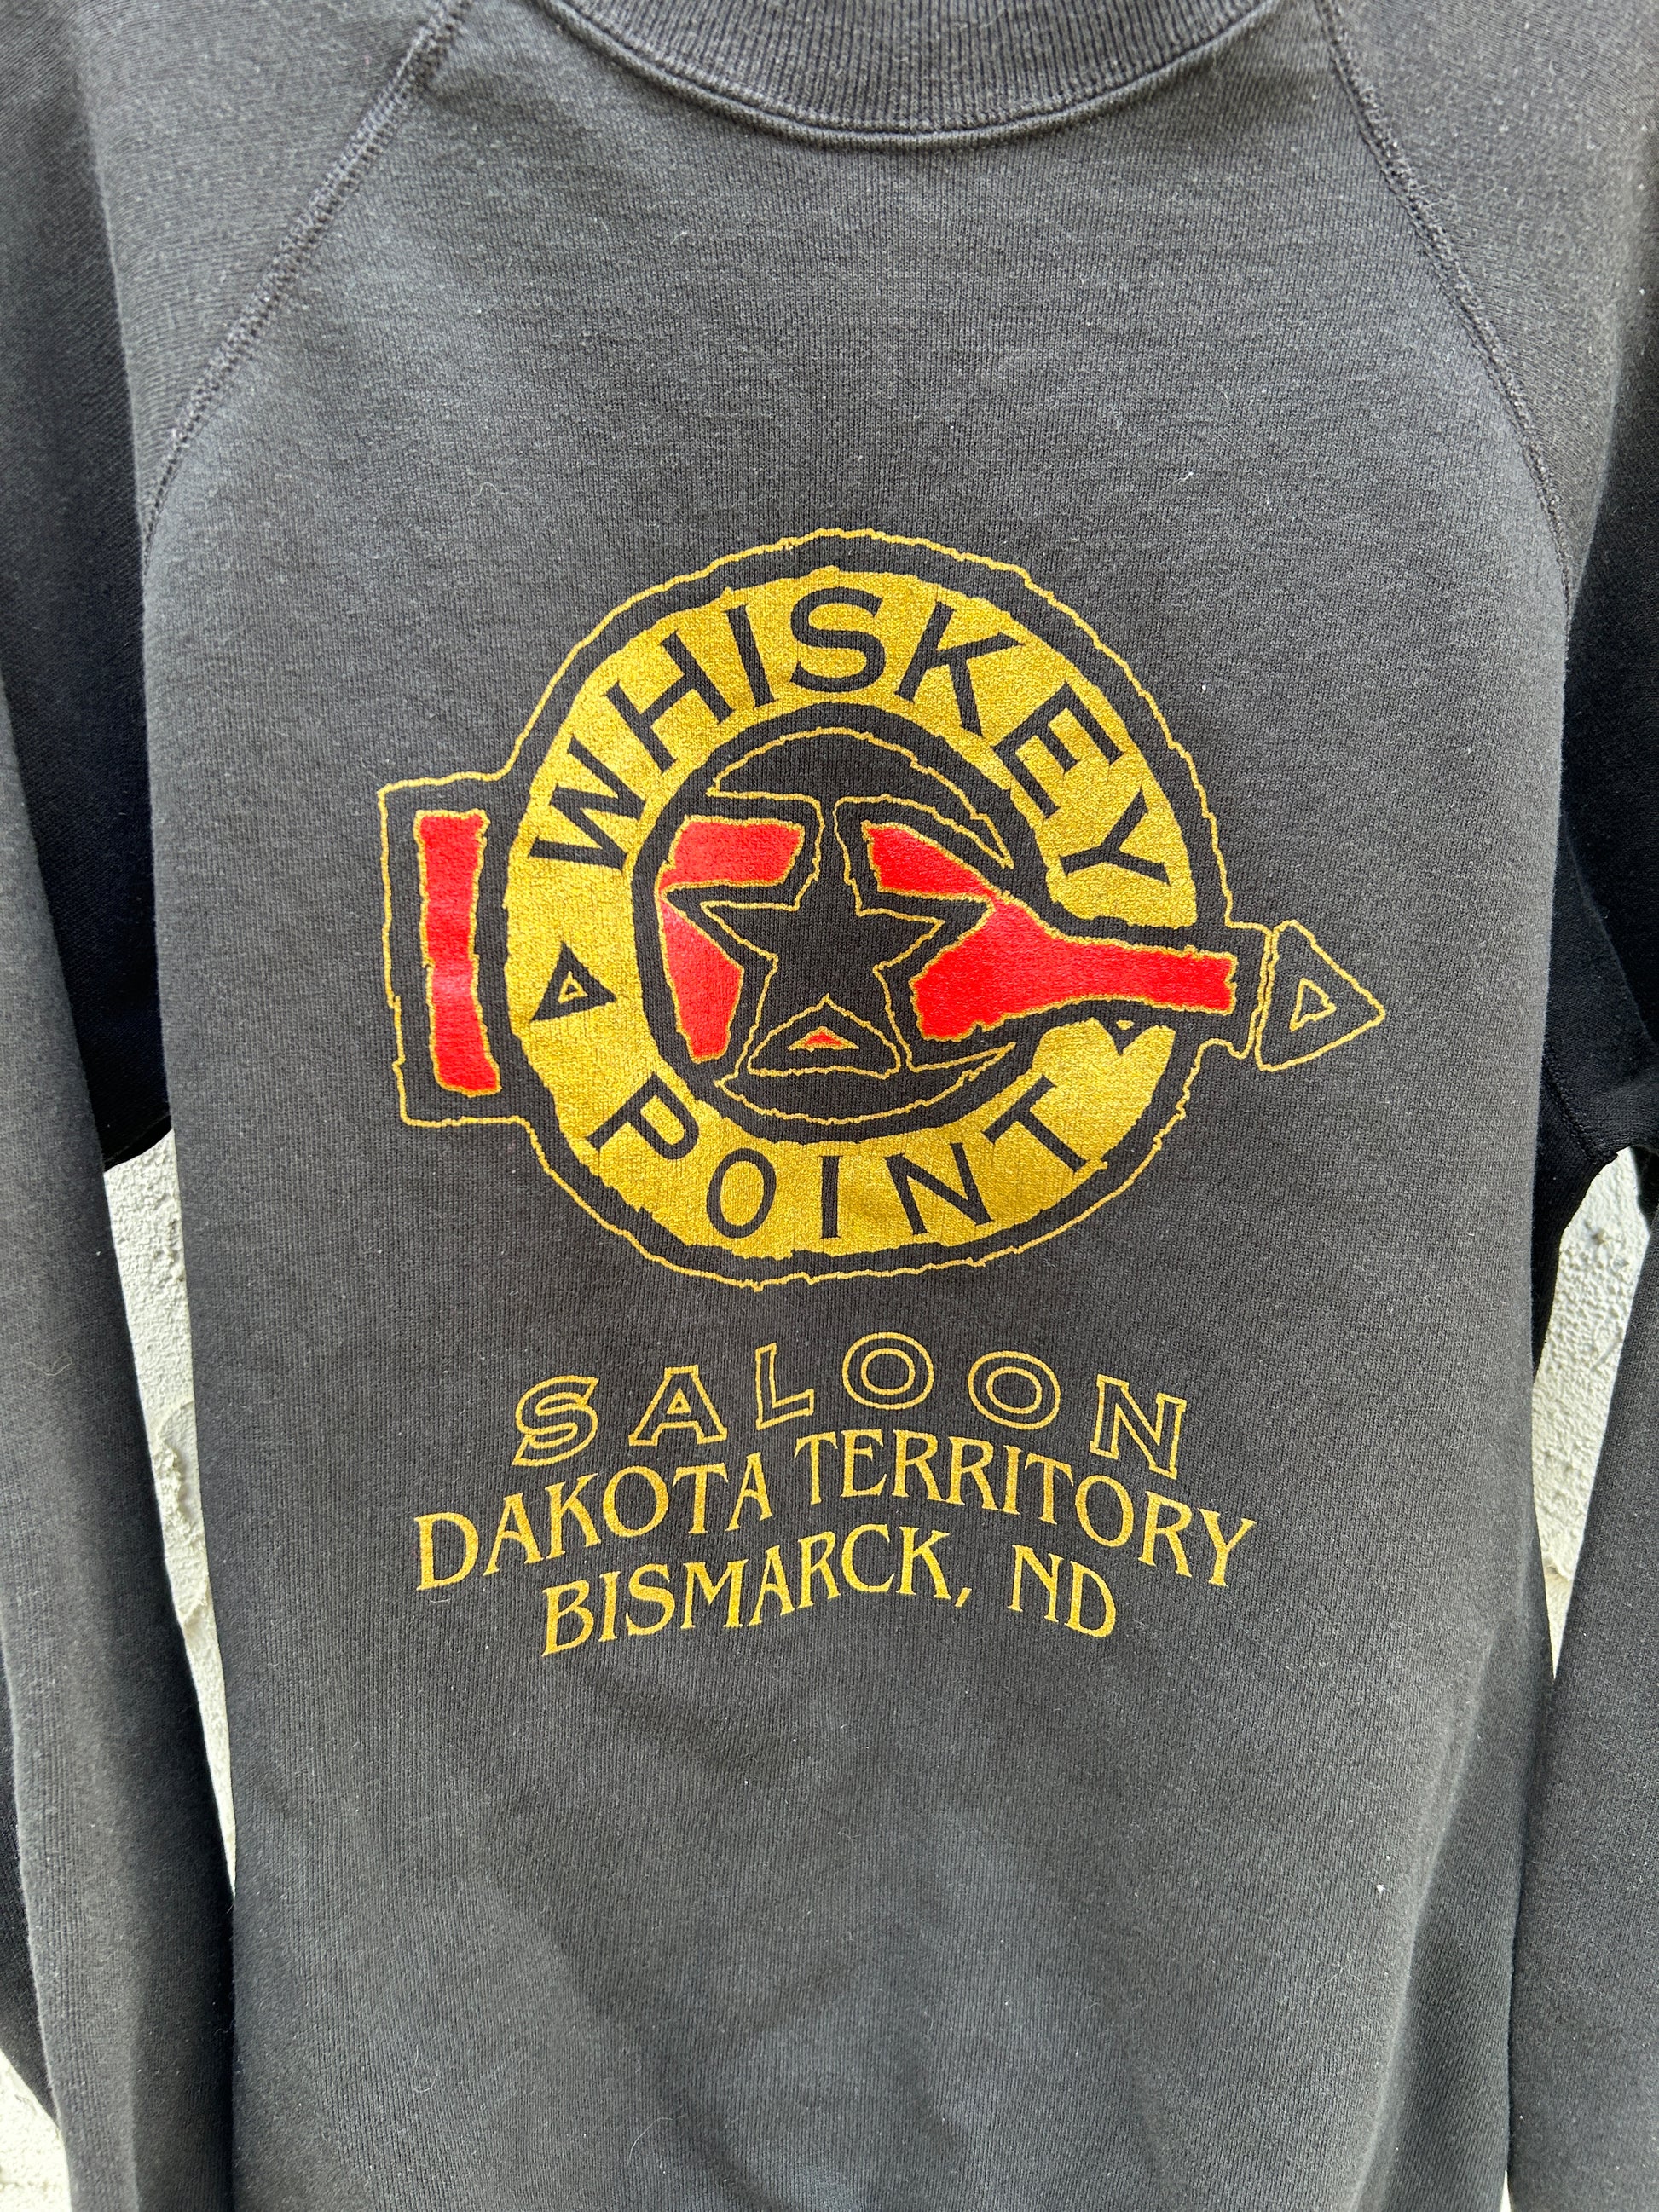 WHISKEY
POINT
SALOON
DAKOTA TERRITORY
BISMARCK, ND